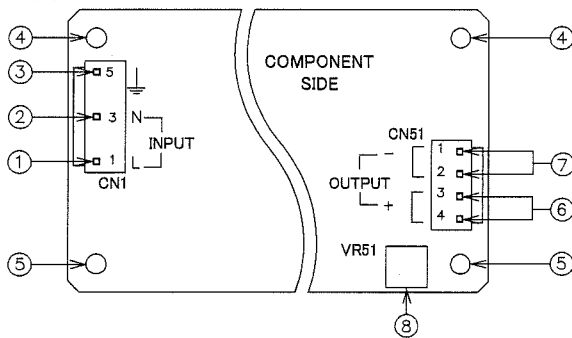 ④ ④
COMPONENT
SIDE
③ 5 ⏚
② 3 N
INPUT
① 1 L
CN1
CN51
1
− 2 ⑦
OUTPUT
+ 3 ⑥
4
VR51
⑤ ⑤
⑧